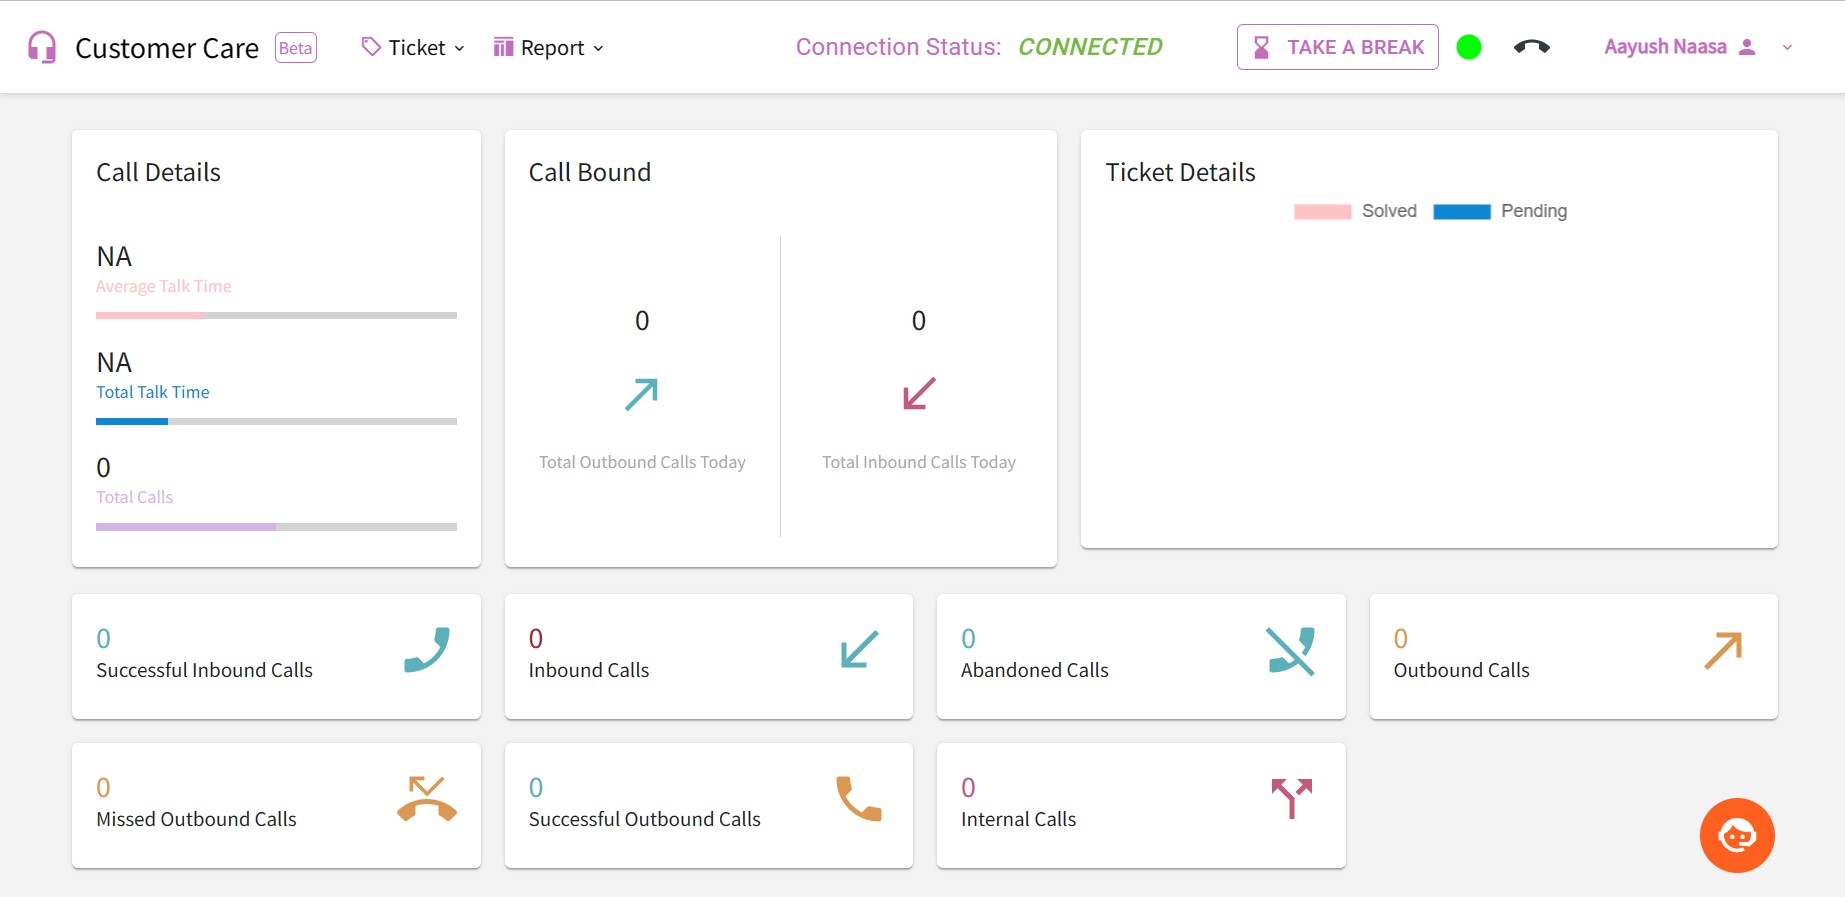 Customer Care Beta Ticket Report Connection Status: CONNECTED TAKE A BREAK Aayush Naasa
Call Details
NA
Average Talk Time
NA
Total Talk Time
0
Total Calls
Call Bound
0
Total Outbound Calls Today
0
Total Inbound Calls Today
Ticket Details
Solved Pending
0
Successful Inbound Calls
0
Inbound Calls
0
Abandoned Calls
0
Outbound Calls
0
Missed Outbound Calls
0
Successful Outbound Calls
0
Internal Calls